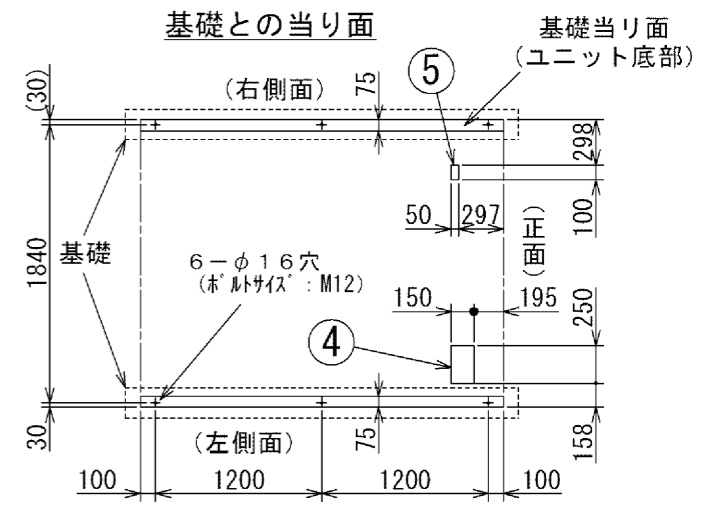 基礎との当り面
基礎当リ面
(ユニット底部)
⑤
(右側面)
75
(30)
298
100
50
297
(正面)
1840
基礎
6－φ16穴
(ﾎﾞﾙﾄｻｲｽﾞ:M12)
150
195
250
④
30
(左側面)
75
158
100
1200
1200
100